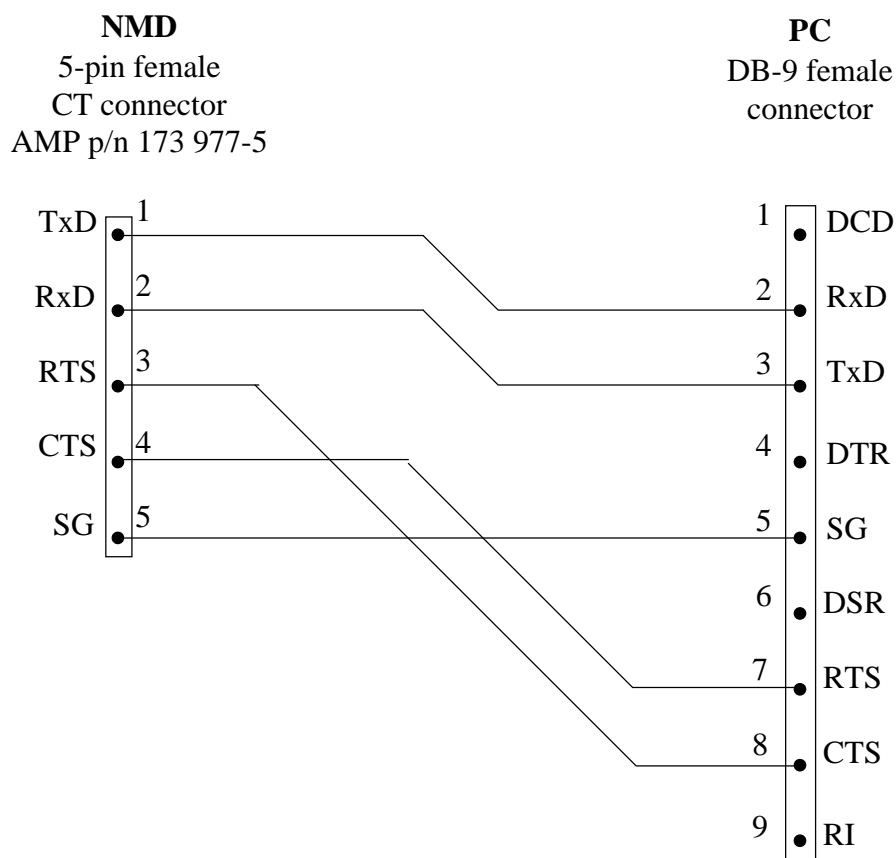 NMD
5-pin female
CT connector
AMP p/n 173 977-5
PC
DB-9 female
connector
TxD 1
RxD 2
RTS 3
CTS 4
SG 5
1 DCD
2 RxD
3 TxD
4 DTR
5 SG
6 DSR
7 RTS
8 CTS
9 RI